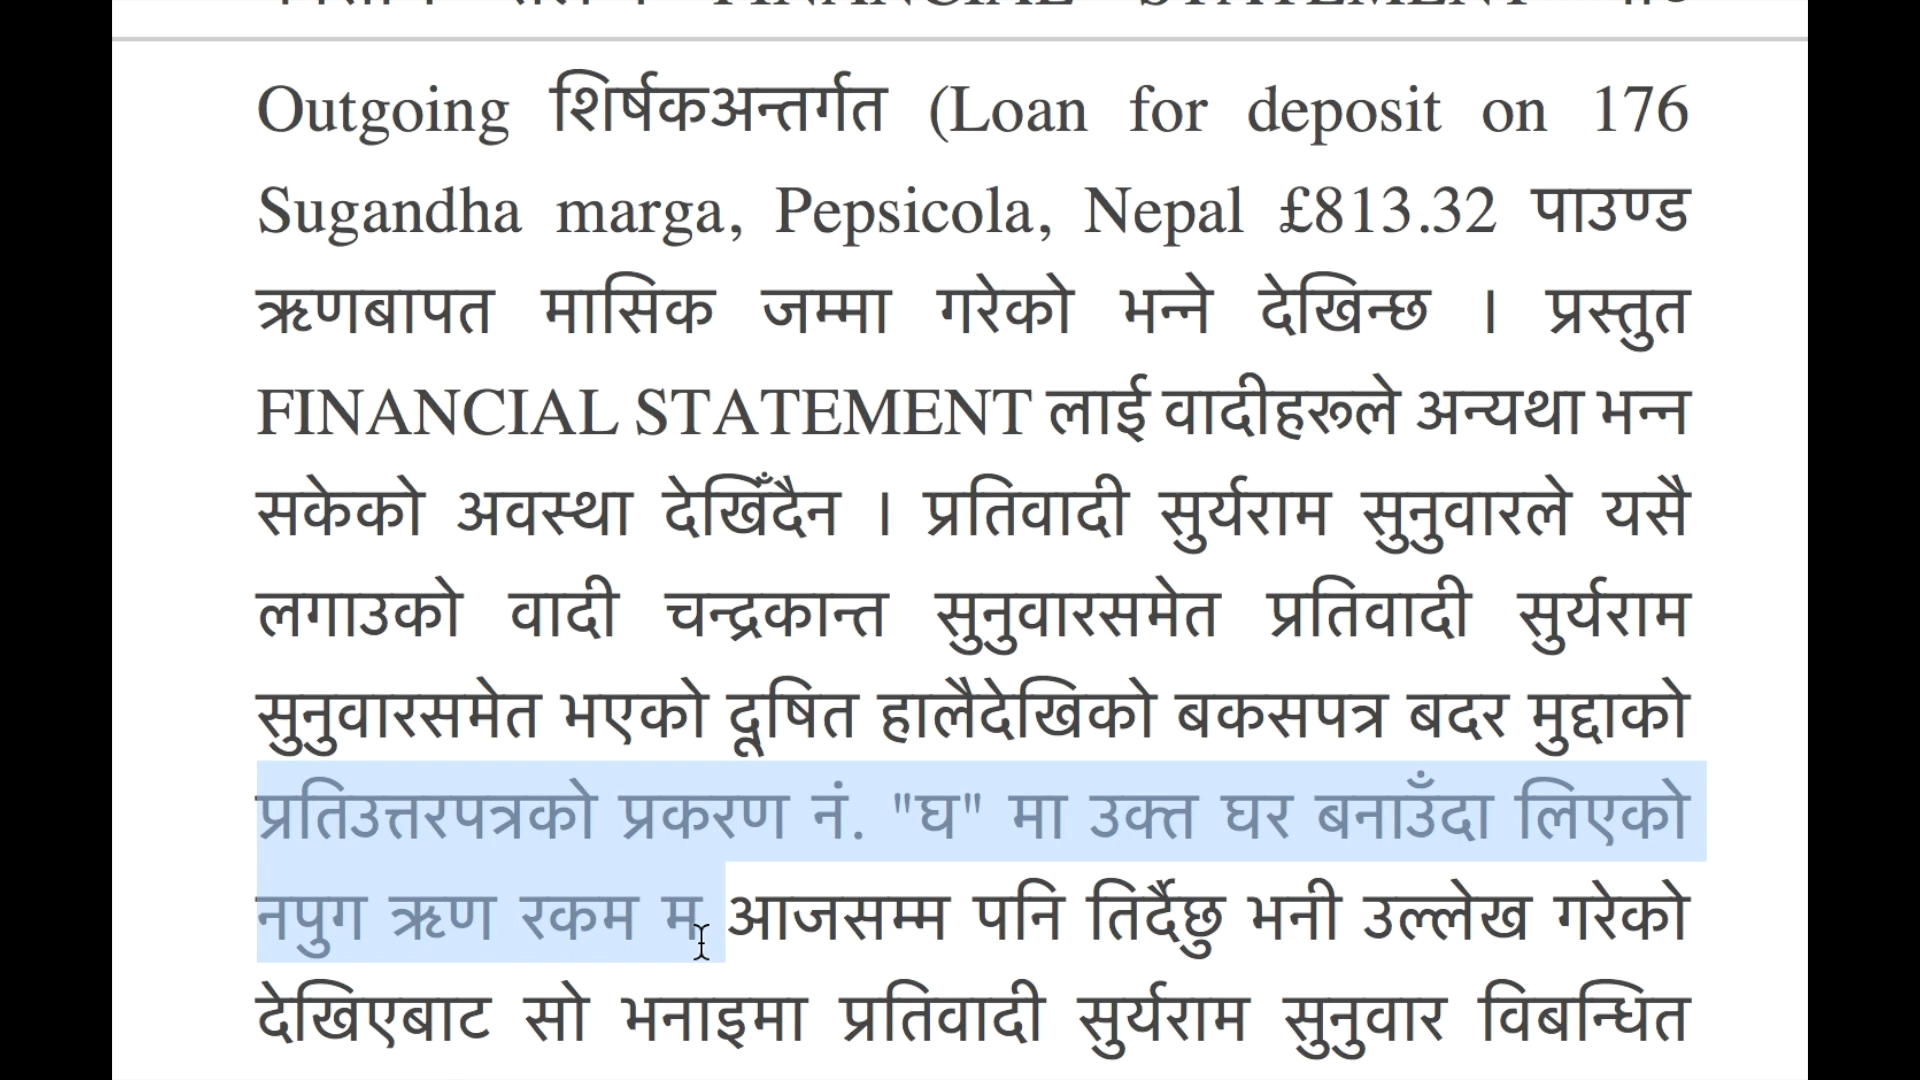 FINANCIAL STATEMENT
Outgoing शिर्षकअन्तर्गत (Loan for deposit on 176
Sugandha marga, Pepsicola, Nepal £813.32 पाउण्ड
ऋणबापत मासिक जम्मा गरेको भन्ने देखिन्छ । प्रस्तुत
FINANCIAL STATEMENT लाई वादीहरूले अन्यथा भन्न
सकेको अवस्था देखिँदैन । प्रतिवादी सुर्यराम सुनुवारले यसै
लगाउको वादी चन्द्रकान्त सुनुवारसमेत प्रतिवादी सुर्यराम
सुनुवारसमेत भएको दूषित हालैदेखिको बकसपत्र बदर मुद्दाको
प्रतिउत्तरपत्रको प्रकरण नं. "घ" मा उक्त घर बनाउँदा लिएको
नपुग ऋण रकम म आजसम्म पनि तिर्दैछु भनी उल्लेख गरेको
देखिएबाट सो भनाइमा प्रतिवादी सुर्यराम सुनुवार विबन्धित